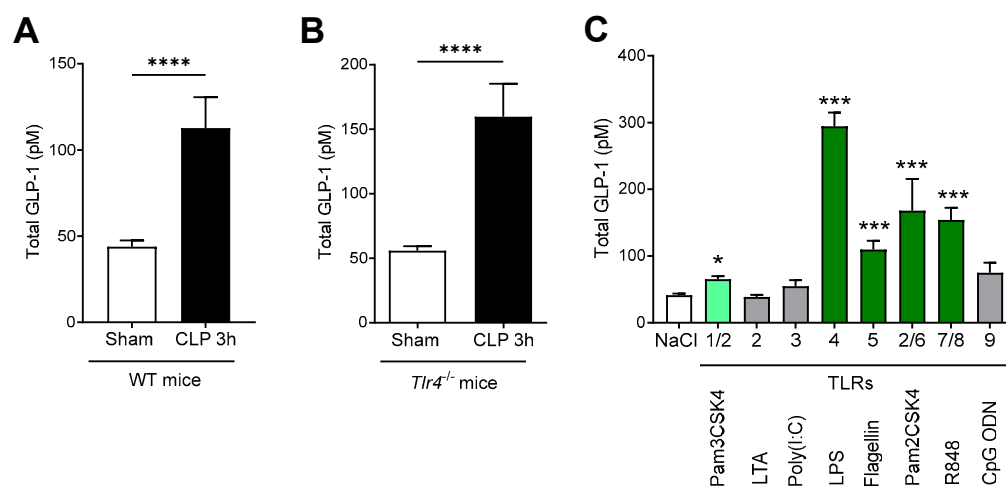 A
Total GLP-1 (pM)
150
100
50
0
****
Sham CLP 3h
WT mice
B
Total GLP-1 (pM)
200
150
100
50
0
****
Sham CLP 3h
Tlr4-/- mice
C
Total GLP-1 (pM)
400
300
200
100
0
*
***
***
***
***
NaCl 1/2 2 3 4 5 2/6 7/8 9
TLRs
Pam3CSK4
LTA
Poly(I:C)
LPS
Flagellin
Pam2CSK4
R848
CpG ODN